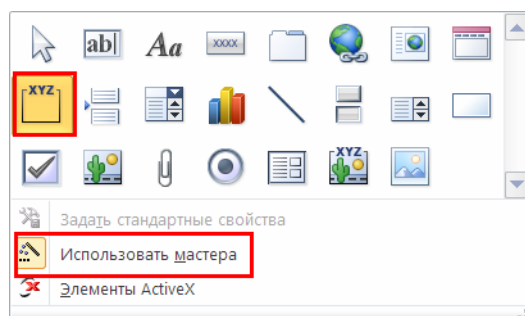 ab|
Aa
XXXX
XYZ
XYZ
Задать стандартные свойства
Использовать мастера
Элементы ActiveX